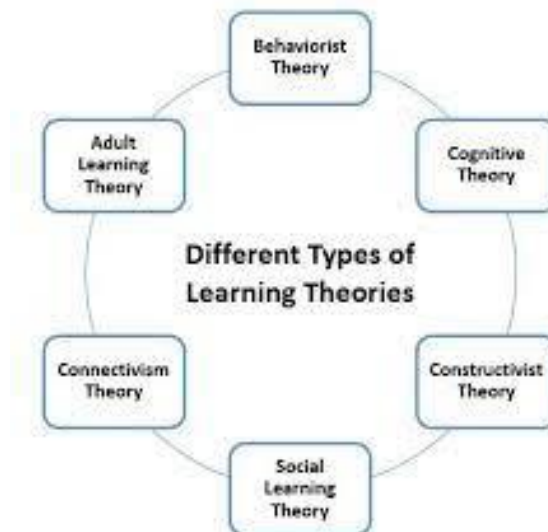 Behaviorist
Theory
Cognitive
Theory
Constructivist
Theory
Social
Learning
Theory
Connectivism
Theory
Adult
Learning
Theory
Different Types of
Learning Theories